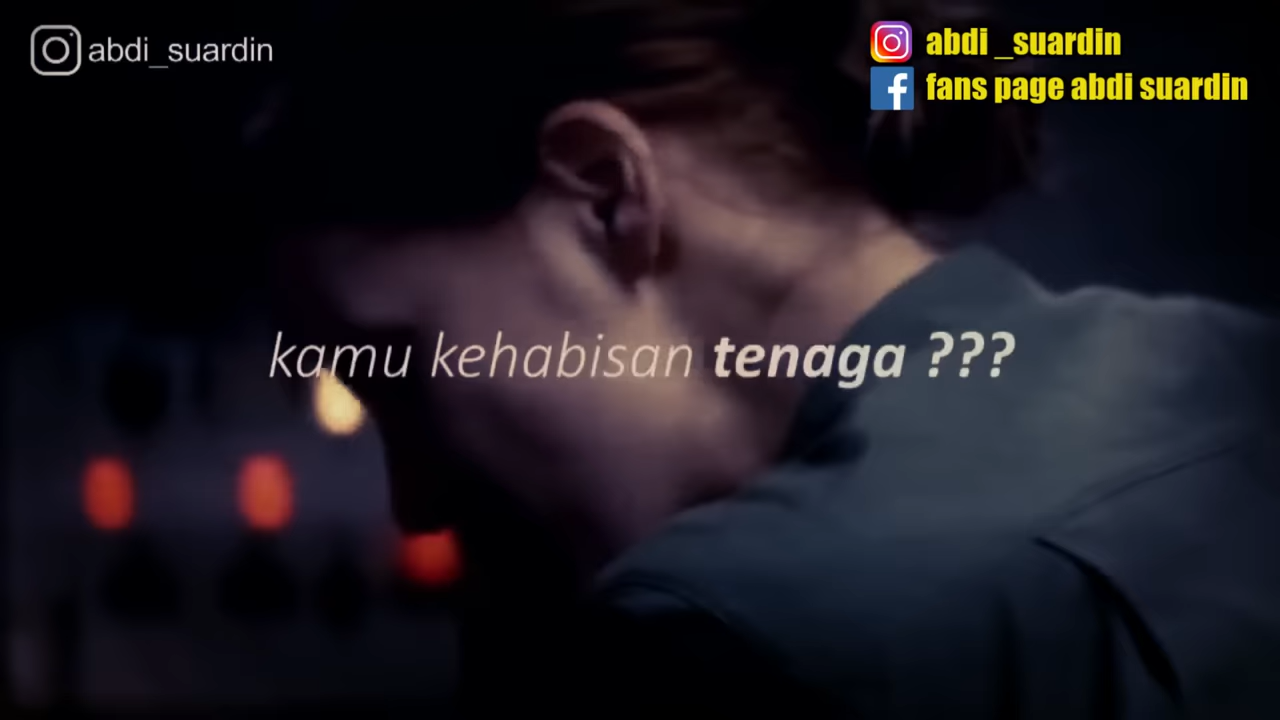 abdi_suardin
abdi _suardin
fans page abdi suardin
kamu kehabisan tenaga ???